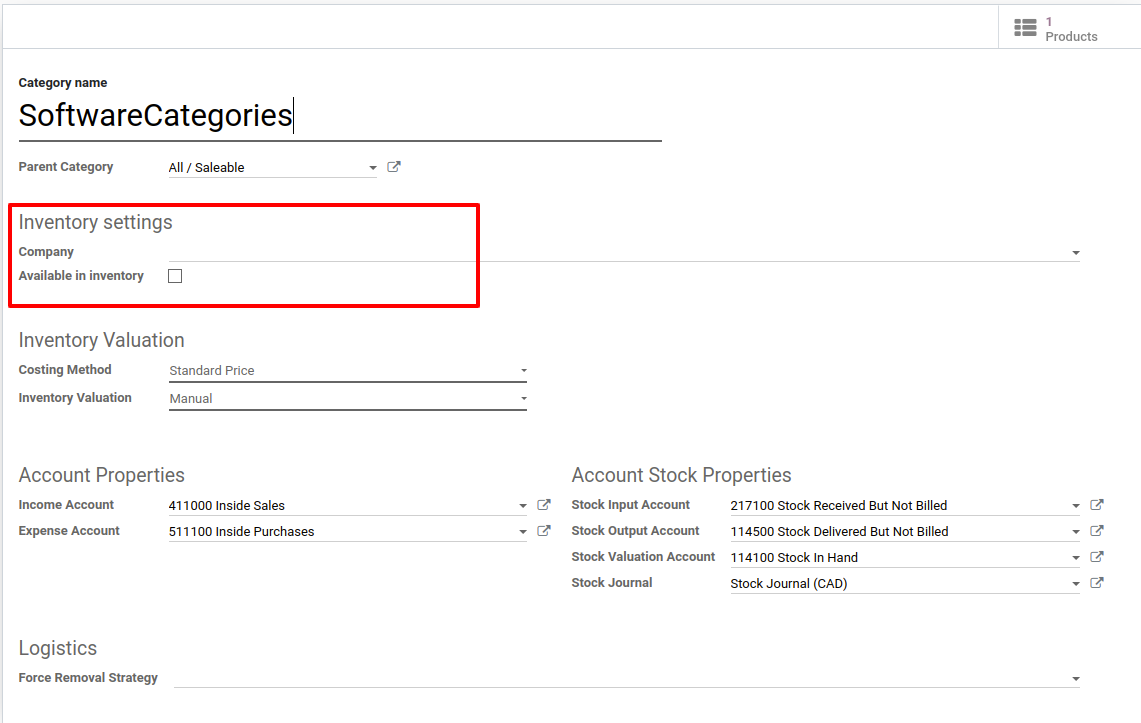 1
Products
Category name
SoftwareCategories
Parent Category All / Saleable
Inventory settings
Company
Available in inventory
Inventory Valuation
Costing Method Standard Price
Inventory Valuation Manual
Account Properties Account Stock Properties
Income Account 411000 Inside Sales Stock Input Account 217100 Stock Received But Not Billed
Expense Account 511100 Inside Purchases Stock Output Account 114500 Stock Delivered But Not Billed
Stock Valuation Account 114100 Stock In Hand
Stock Journal Stock Journal (CAD)
Logistics
Force Removal Strategy